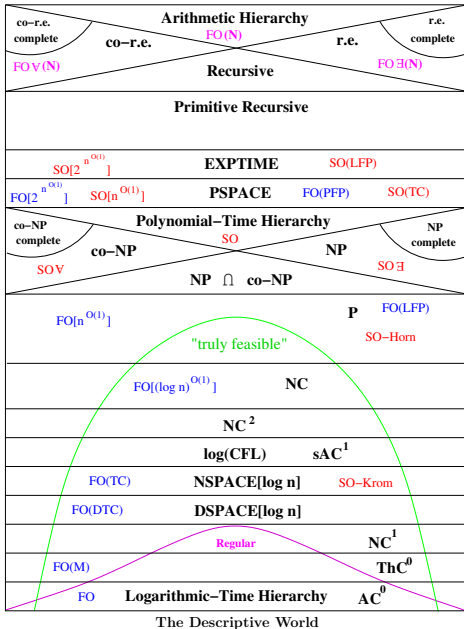 Arithmetic Hierarchy
co-r.e. complete
co-r.e.
FO(N)
r.e.
r.e. complete
FO∀(N)
FO∃(N)
Recursive
Primitive Recursive
SO[2^n^O(1)] EXPTIME SO(LFP)
FO[2^n^O(1)] SO[n^O(1)] PSPACE FO(PFP) SO(TC)
Polynomial-Time Hierarchy
co-NP complete
co-NP
SO
NP
NP complete
SO∀
SO∃
NP ∩ co-NP
FO[n^O(1)] P FO(LFP)
"truly feasible" SO-Horn
FO[(log n)^O(1)] NC
NC^2
log(CFL) sAC^1
FO(TC) NSPACE[log n] SO-Krom
FO(DTC) DSPACE[log n]
Regular NC^1
FO(M) ThC^0
FO Logarithmic-Time Hierarchy AC^0
The Descriptive World